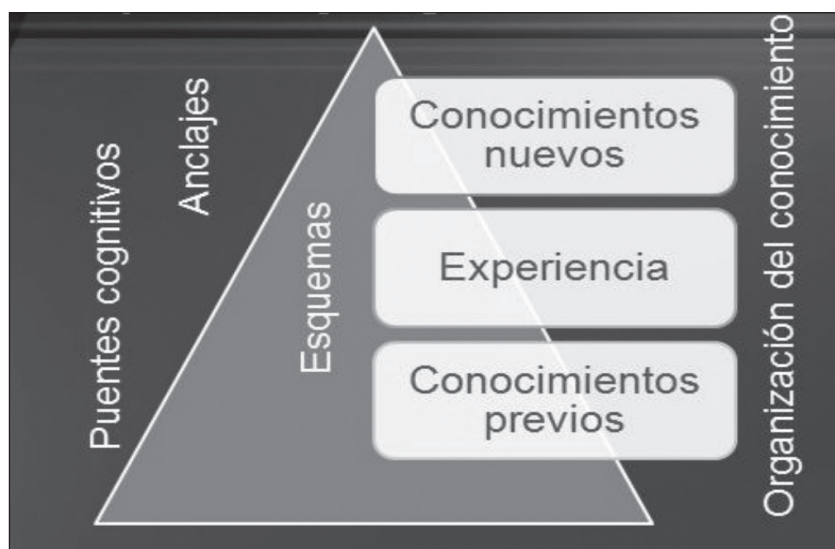 Puentes cognitivos
Anclajes
Esquemas
Conocimientos
nuevos
Experiencia
Conocimientos
previos
Organización del conocimiento